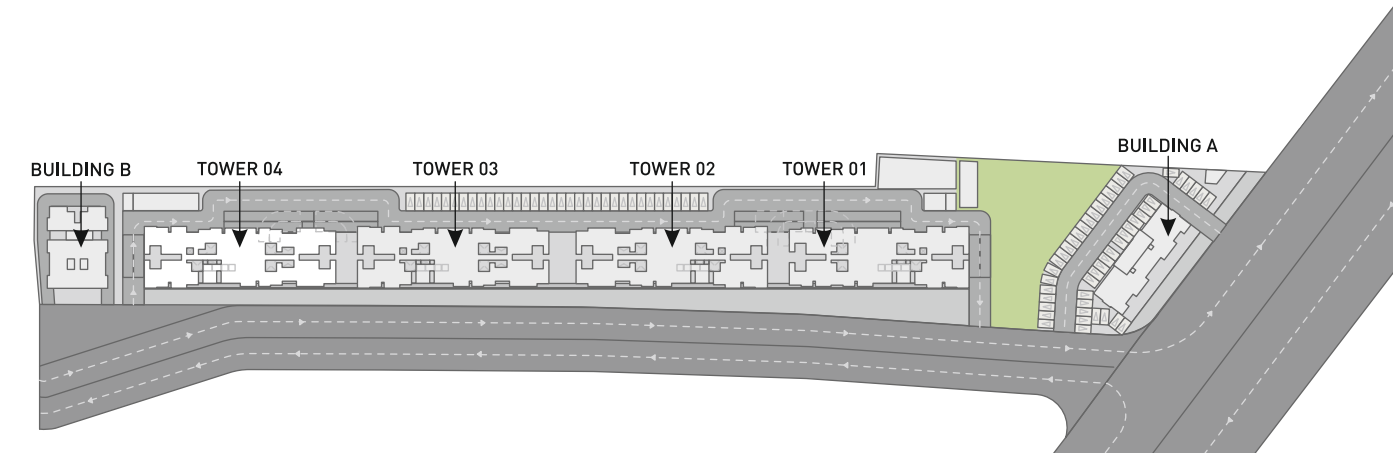 BUILDING B
TOWER 04
TOWER 03
TOWER 02
TOWER 01
BUILDING A